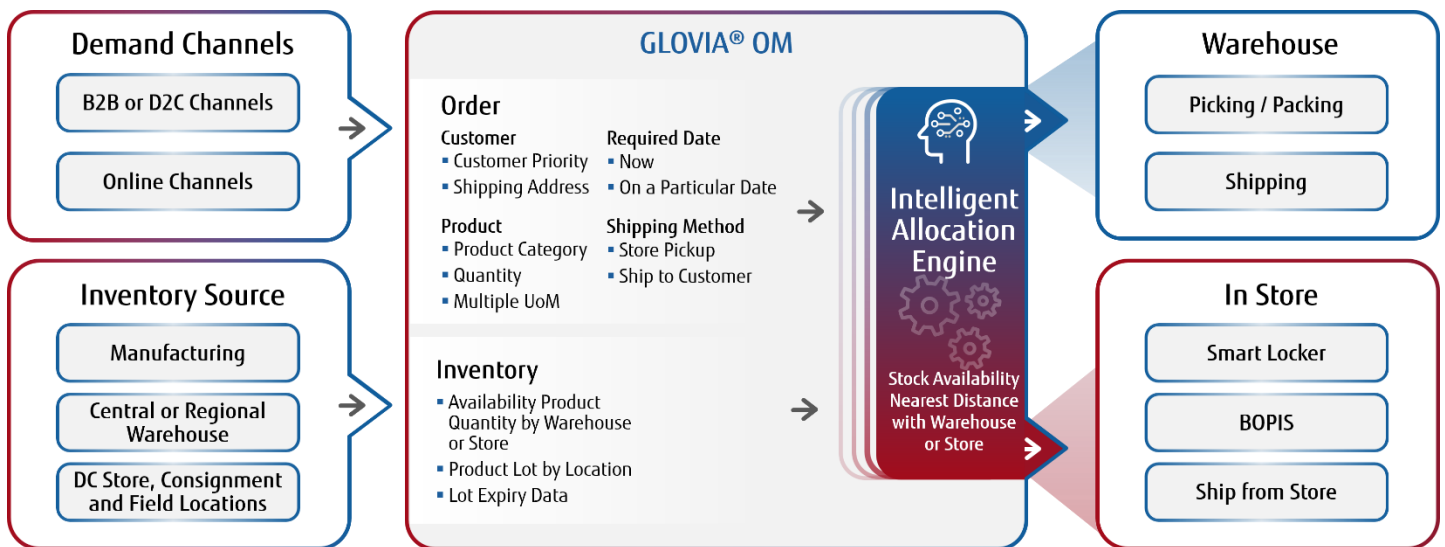 Demand Channels
B2B or D2C Channels
Online Channels
Inventory Source
Manufacturing
Central or Regional
Warehouse
DC Store, Consignment
and Field Locations
GLOVIA® OM
Order
Customer
▪ Customer Priority
▪ Shipping Address
Required Date
▪ Now
▪ On a Particular Date
Product
▪ Product Category
▪ Quantity
▪ Multiple UoM
Shipping Method
▪ Store Pickup
▪ Ship to Customer
Inventory
▪ Availability Product
Quantity by Warehouse
or Store
▪ Product Lot by Location
▪ Lot Expiry Data
Intelligent
Allocation
Engine
Stock Availability
Nearest Distance
with Warehouse
or Store
Warehouse
Picking / Packing
Shipping
In Store
Smart Locker
BOPIS
Ship from Store